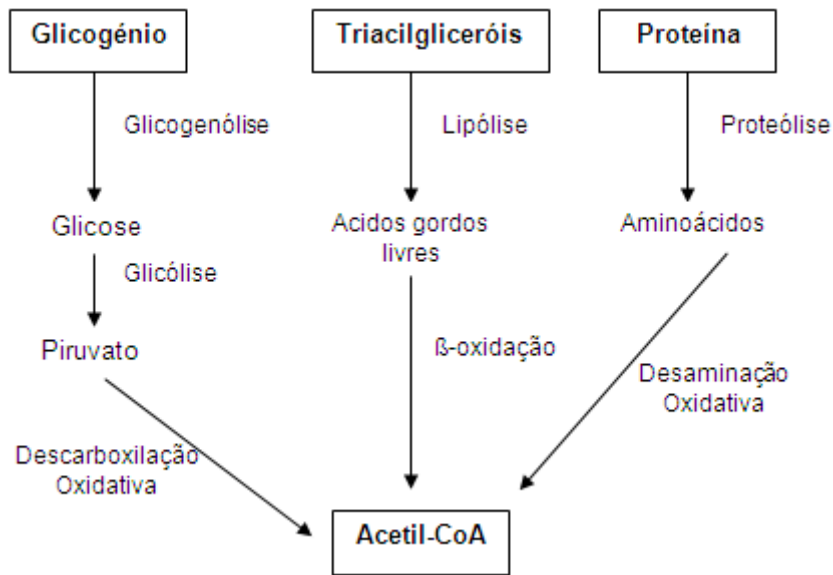 Glicogénio
Triacilgliceróis
Proteína
Glicogenólise
Lipólise
Proteólise
Glicose
Acidos gordos
livres
Aminoácidos
Glicólise
Piruvato
ß-oxidação
Desaminação
Oxidativa
Descarboxilação
Oxidativa
Acetil-CoA